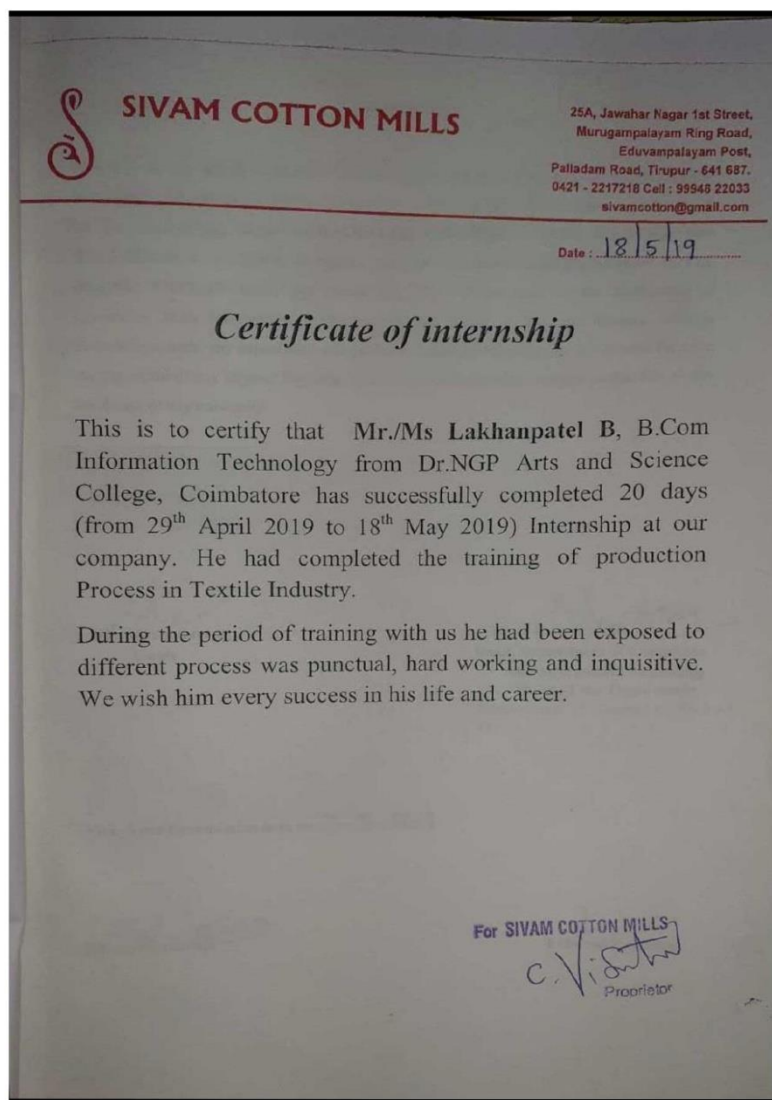 SIVAM COTTON MILLS
25A, Jawahar Nagar 1st Street,
Murugampalayam Ring Road,
Eduvampalayam Post,
Palladam Road, Tirupur - 641 687.
0421 - 2217218 Cell : 99948 22033
sivamcotton@gmail.com
Date : 18/5/19
Certificate of internship
This is to certify that Mr./Ms Lakhanpatel B, B.Com
Information Technology from Dr.NGP Arts and Science
College, Coimbatore has successfully completed 20 days
(from 29th April 2019 to 18th May 2019) Internship at our
company. He had completed the training of production
Process in Textile Industry.
During the period of training with us he had been exposed to
different process was punctual, hard working and inquisitive.
We wish him every success in his life and career.
For SIVAM COTTON MILLS
C.
Proprietor